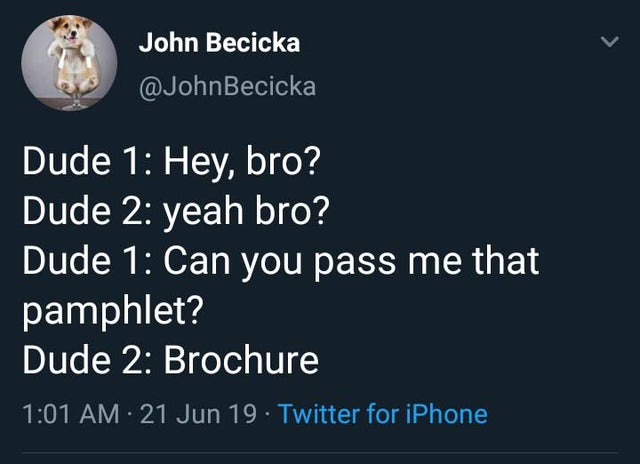 John Becicka
@JohnBecicka
Dude 1: Hey, bro?
Dude 2: yeah bro?
Dude 1: Can you pass me that
pamphlet?
Dude 2: Brochure
1:01 AM · 21 Jun 19 · Twitter for iPhone